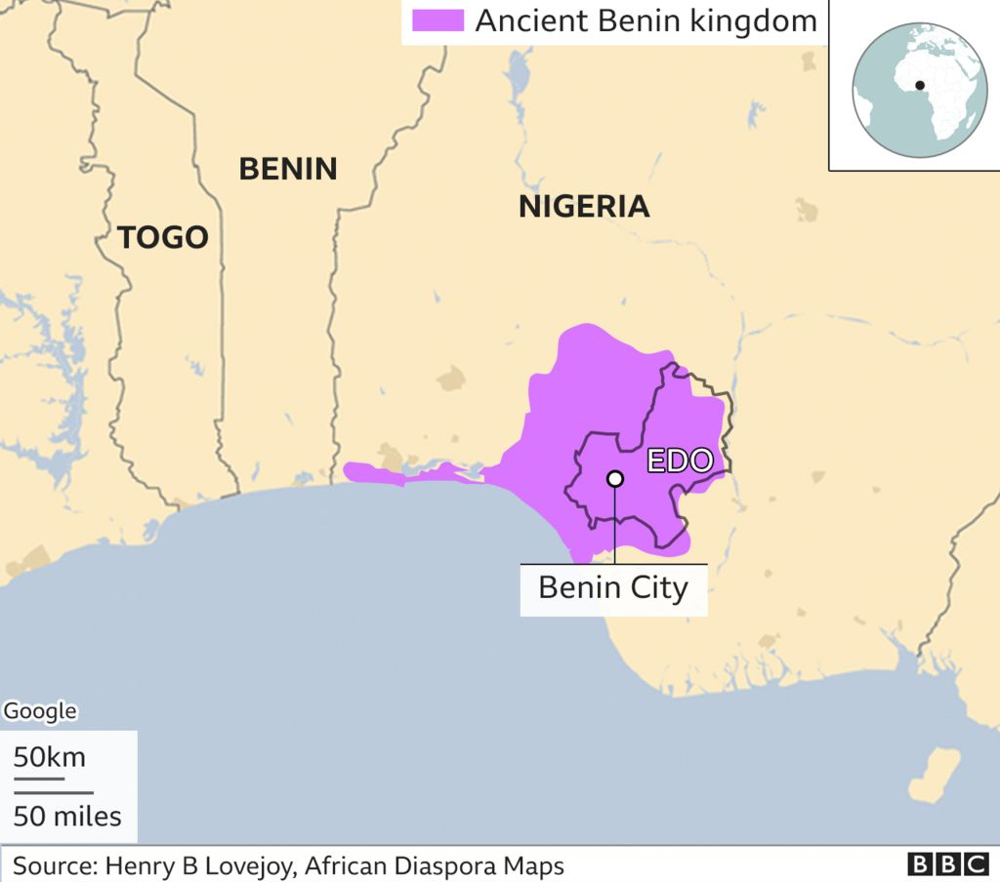 Ancient Benin kingdom
BENIN
NIGERIA
TOGO
EDO
Benin City
Google
50km
50 miles
Source: Henry B Lovejoy, African Diaspora Maps
BBC